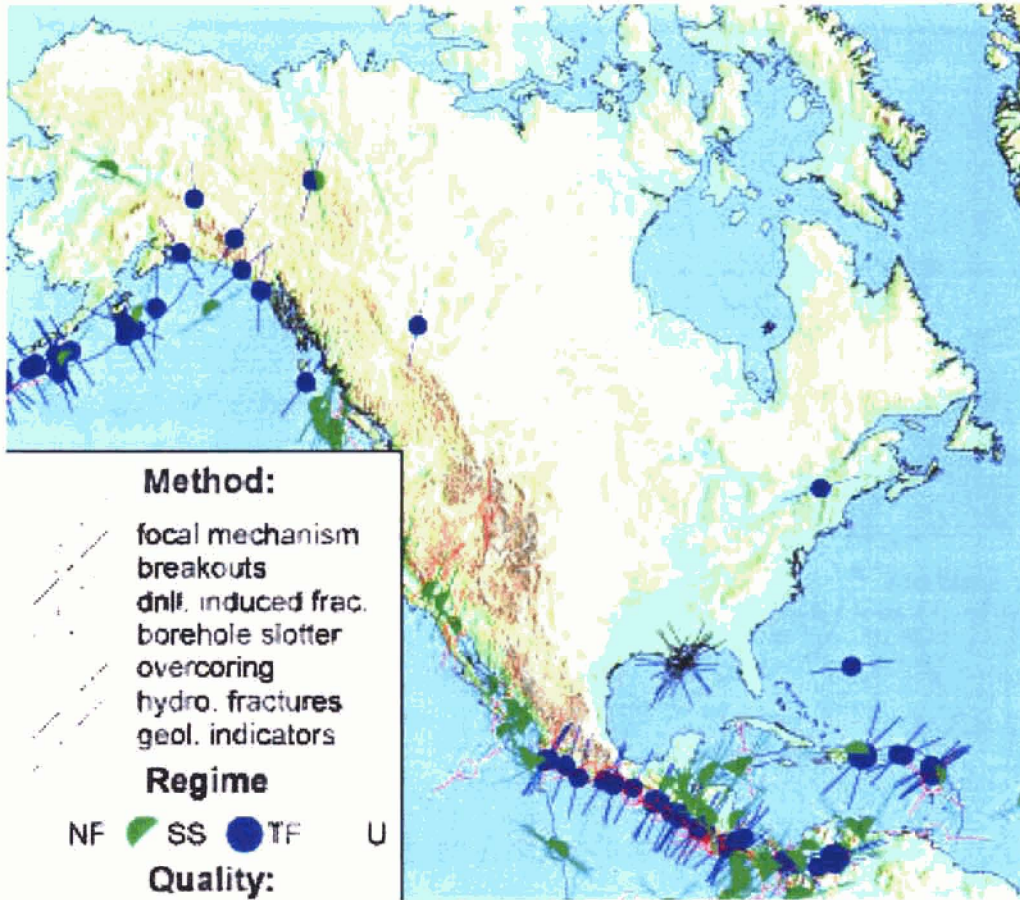 Method:
focal mechanism
breakouts
drill. induced frac.
borehole slotter
overcoring
hydro. fractures
geol. indicators
Regime
NF SS TF U
Quality: